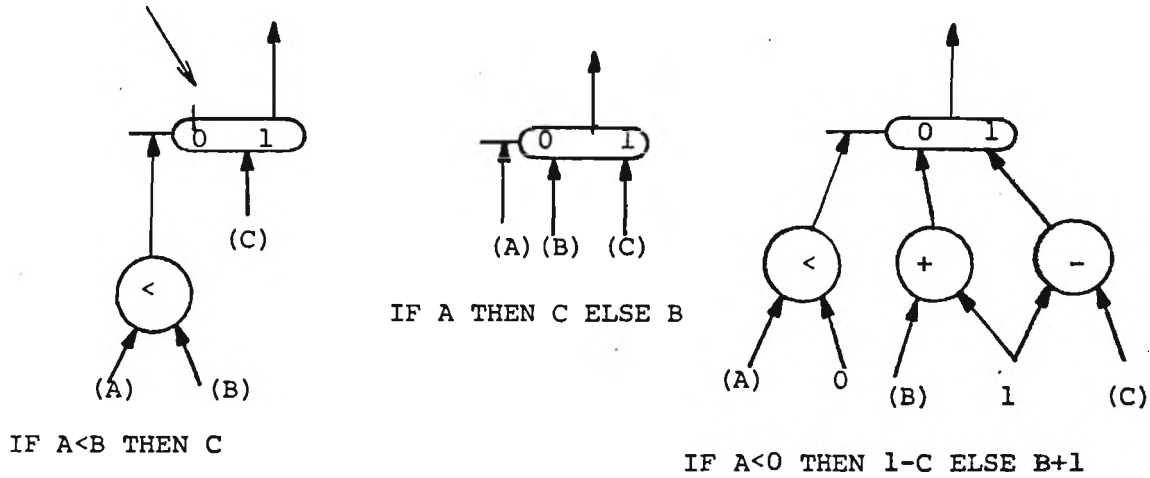 0 1
(C)
<
(A) (B)
IF A<B THEN C
0 1
(A) (B) (C)
IF A THEN C ELSE B
0 1
< + -
(A) 0 (B) 1 (C)
IF A<0 THEN 1-C ELSE B+1